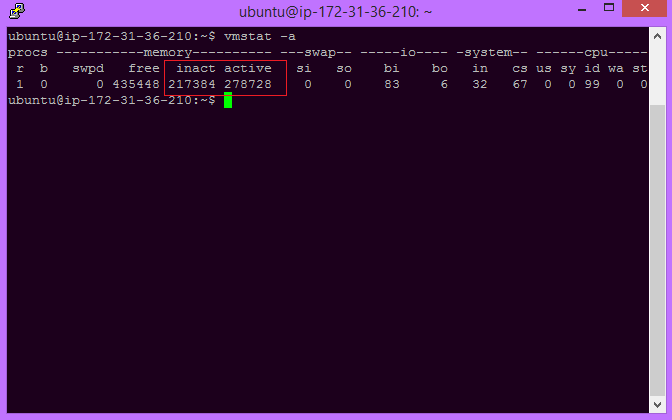 ubuntu@ip-172-31-36-210: ~
ubuntu@ip-172-31-36-210:~$ vmstat -a
procs -----------memory---------- ---swap-- -----io---- -system-- ------cpu-----
 r  b   swpd   free  inact active   si   so    bi    bo   in   cs us sy id wa st
 1  0      0 435448 217384 278728    0    0    83     6   32   67  0  0 99  0  0
ubuntu@ip-172-31-36-210:~$